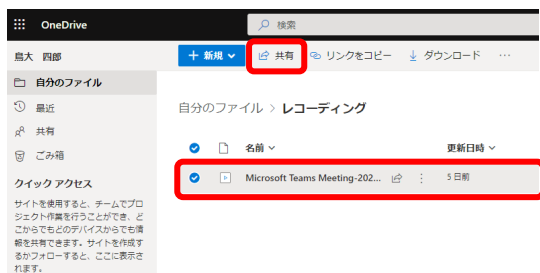 OneDrive
検索
島大 四郎
＋ 新規
共有
リンクをコピー
ダウンロード
…
自分のファイル
最近
共有
ごみ箱
クイック アクセス
サイトを使用すると、チームでプロ
ジェクト作業を行うことができ、ど
こからでもどのデバイスからでも情
報を共有できます。サイトを作成す
るかフォローすると、ここに表示さ
れます。
自分のファイル > レコーディング
名前
更新日時
Microsoft Teams Meeting-202...
5 日前